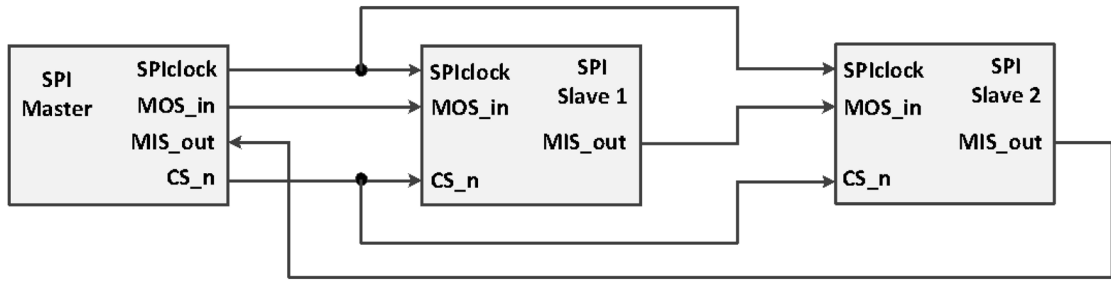 SPI
Master
SPIclock
MOS_in
MIS_out
CS_n
SPIclock
MOS_in
CS_n
SPI
Slave 1
MIS_out
SPIclock
MOS_in
CS_n
SPI
Slave 2
MIS_out